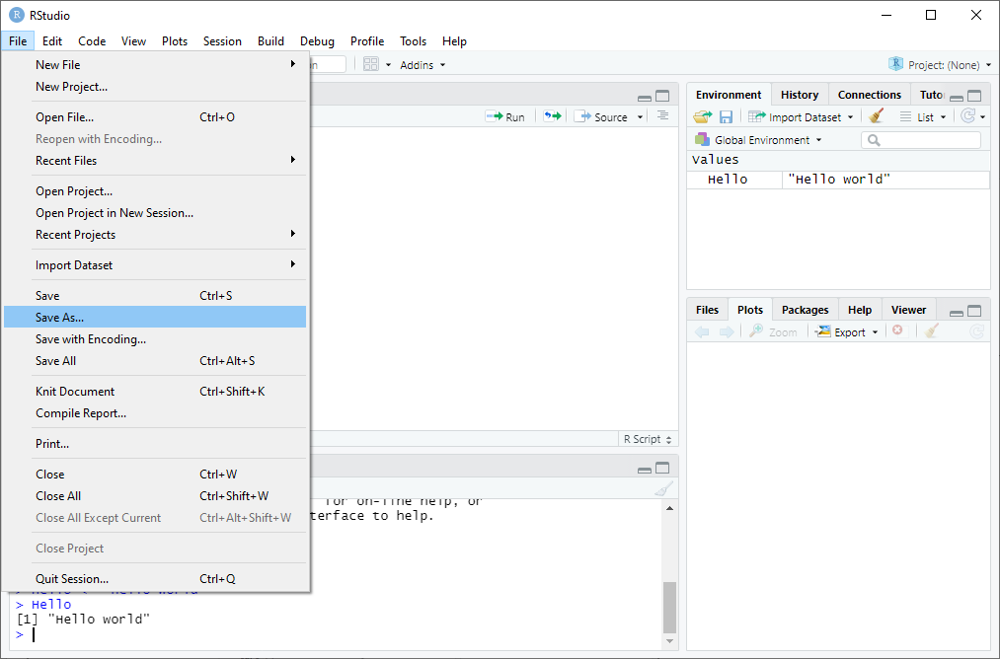 RStudio
File Edit Code View Plots Session Build Debug Profile Tools Help
New File
New Project...
Open File... Ctrl+O
Reopen with Encoding...
Recent Files
Open Project...
Open Project in New Session...
Recent Projects
Import Dataset
Save Ctrl+S
Save As...
Save with Encoding...
Save All Ctrl+Alt+S
Knit Document Ctrl+Shift+K
Compile Report...
Print...
Close Ctrl+W
Close All Ctrl+Shift+W
Close All Except Current Ctrl+Alt+Shift+W
Close Project
Quit Session... Ctrl+Q
Addins
Project: (None)
Run Source
R Script
for on-line help, or
terface to help.
> Hello
[1] "Hello world"
>
Environment History Connections Tuto
Import Dataset List
Global Environment
Values
Hello "Hello world"
Files Plots Packages Help Viewer
Zoom Export